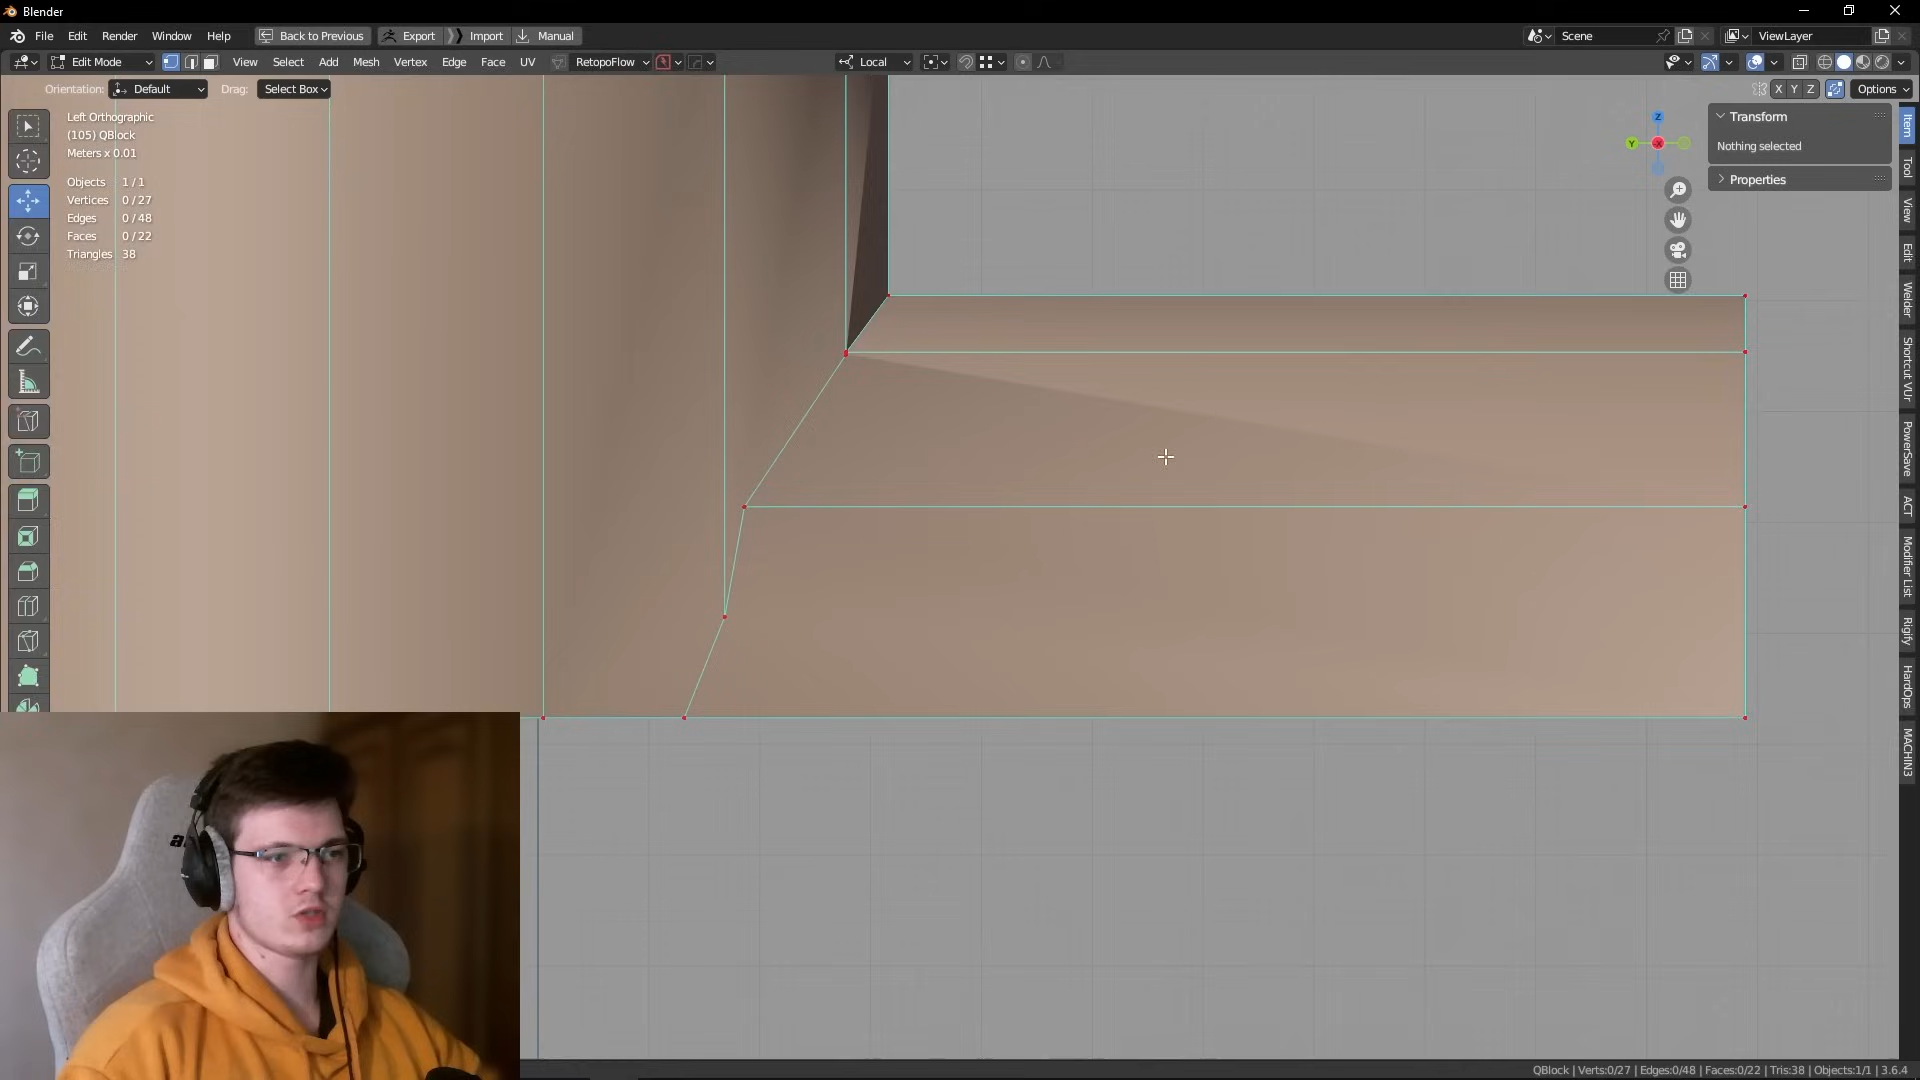 Blender
File Edit Render Window Help Back to Previous Export Import Manual Scene ViewLayer
Edit Mode View Select Add Mesh Vertex Edge Face UV RetopoFlow Local
Orientation: Default Drag: Select Box X Y Z Options
Left Orthographic
(105) QBlock
Meters x 0.01
Objects 1 / 1
Vertices 0 / 27
Edges 0 / 48
Faces 0 / 22
Triangles 38
Z
Y
-X
Transform
Nothing selected
Properties
Item
Tool
View
Edit
Welder
Shortcut VUr
PowerSave
ACT
Modifier List
Rigify
HardOps
MACHIN3
QBlock | Verts:0/27 | Edges:0/48 | Faces:0/22 | Tris:38 | Objects:1/1 | 3.6.4